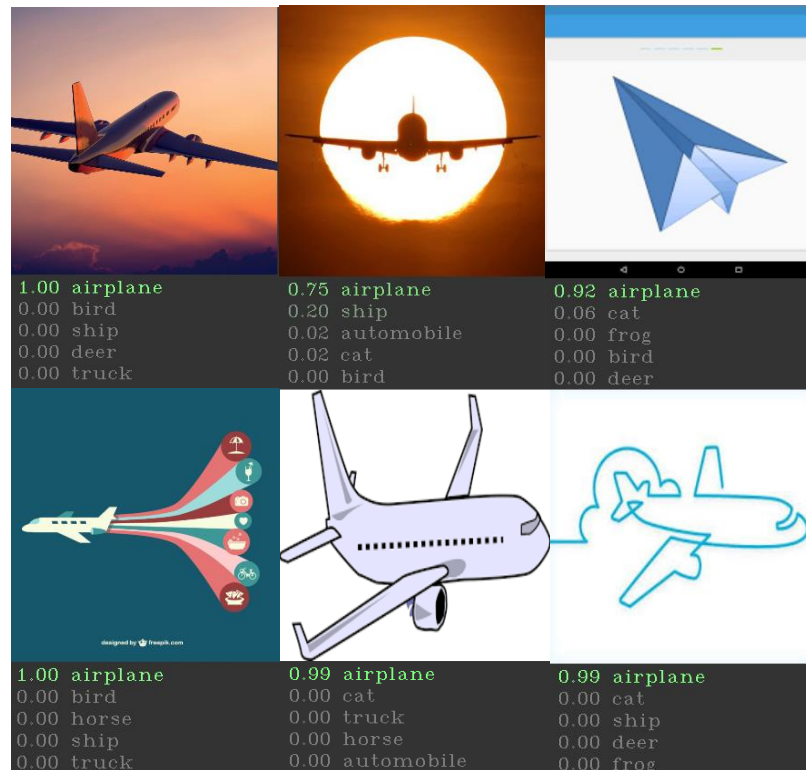 1.00 airplane
0.00 bird
0.00 ship
0.00 deer
0.00 truck
0.75 airplane
0.20 ship
0.02 automobile
0.02 cat
0.00 bird
0.92 airplane
0.06 cat
0.00 frog
0.00 bird
0.00 deer
designed by freepik.com
1.00 airplane
0.00 bird
0.00 horse
0.00 ship
0.00 truck
0.99 airplane
0.00 cat
0.00 truck
0.00 horse
0.00 automobile
0.99 airplane
0.00 cat
0.00 ship
0.00 deer
0.00 frog